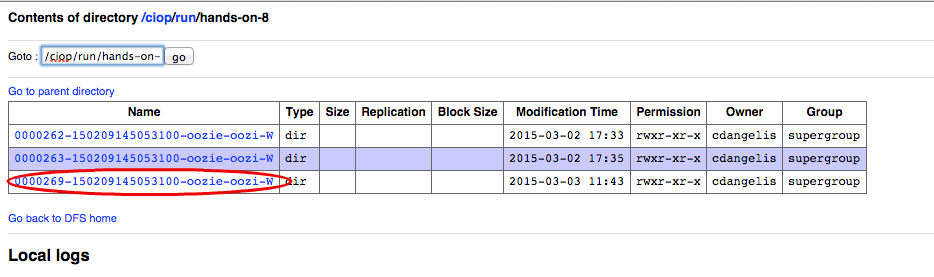 Contents of directory /ciop/run/hands-on-8
Goto : /ciop/run/hands-on- go
Go to parent directory
Name Type Size Replication Block Size Modification Time Permission Owner Group
0000262-150209145053100-oozie-oozi-W dir 2015-03-02 17:33 rwxr-xr-x cdangelis supergroup
0000263-150209145053100-oozie-oozi-W dir 2015-03-02 17:35 rwxr-xr-x cdangelis supergroup
0000269-150209145053100-oozie-oozi-W dir 2015-03-03 11:43 rwxr-xr-x cdangelis supergroup
Go back to DFS home
Local logs